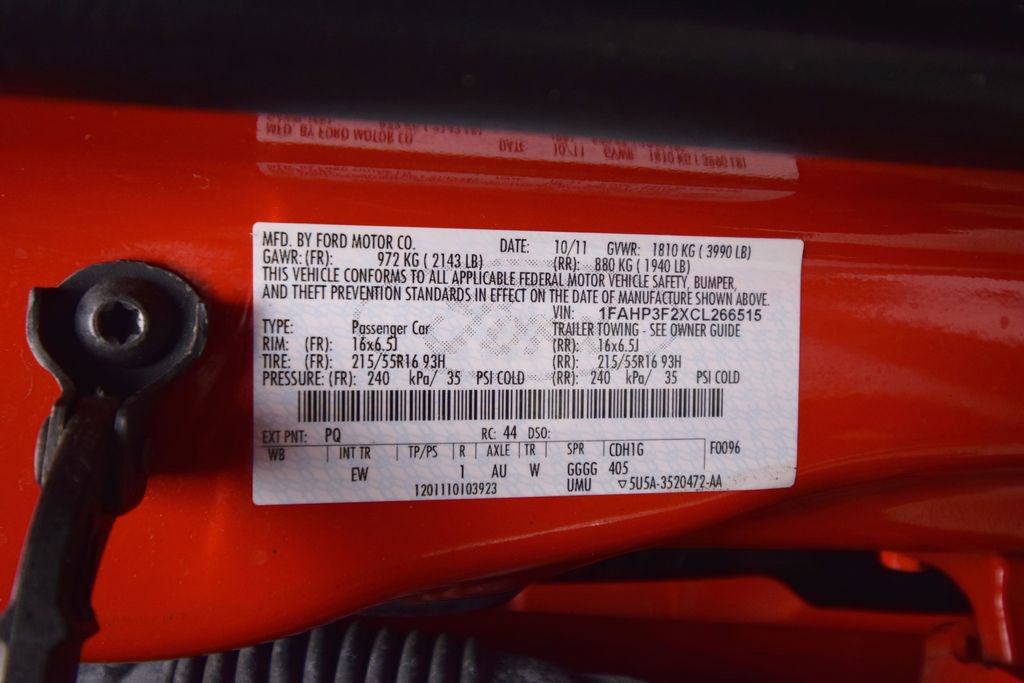 MFD. BY FORD MOTOR CO. DATE: 10/11 GVWR: 1810 KG ( 3990 LB)
GAWR: (FR): 972 KG ( 2143 LB) (RR): 880 KG ( 1940 LB)
THIS VEHICLE CONFORMS TO ALL APPLICABLE FEDERAL MOTOR VEHICLE SAFETY, BUMPER,
AND THEFT PREVENTION STANDARDS IN EFFECT ON THE DATE OF MANUFACTURE SHOWN ABOVE.
VIN: 1FAHP3F2XCL266515
TYPE: Passenger Car TRAILER TOWING - SEE OWNER GUIDE
RIM: (FR): 16x6.5J (RR): 16x6.5J
TIRE: (FR): 215/55R16 93H (RR): 215/55R16 93H
PRESSURE: (FR): 240 kPa/ 35 PSI COLD (RR): 240 kPa/ 35 PSI COLD
EXT PNT: PQ RC: 44 DSO:
WB INT TR TP/PS R AXLE TR SPR CDH1G F0096
EW 1 AU W GGGG 405
1201110103923 UMU ▽5U5A-3520472-AA